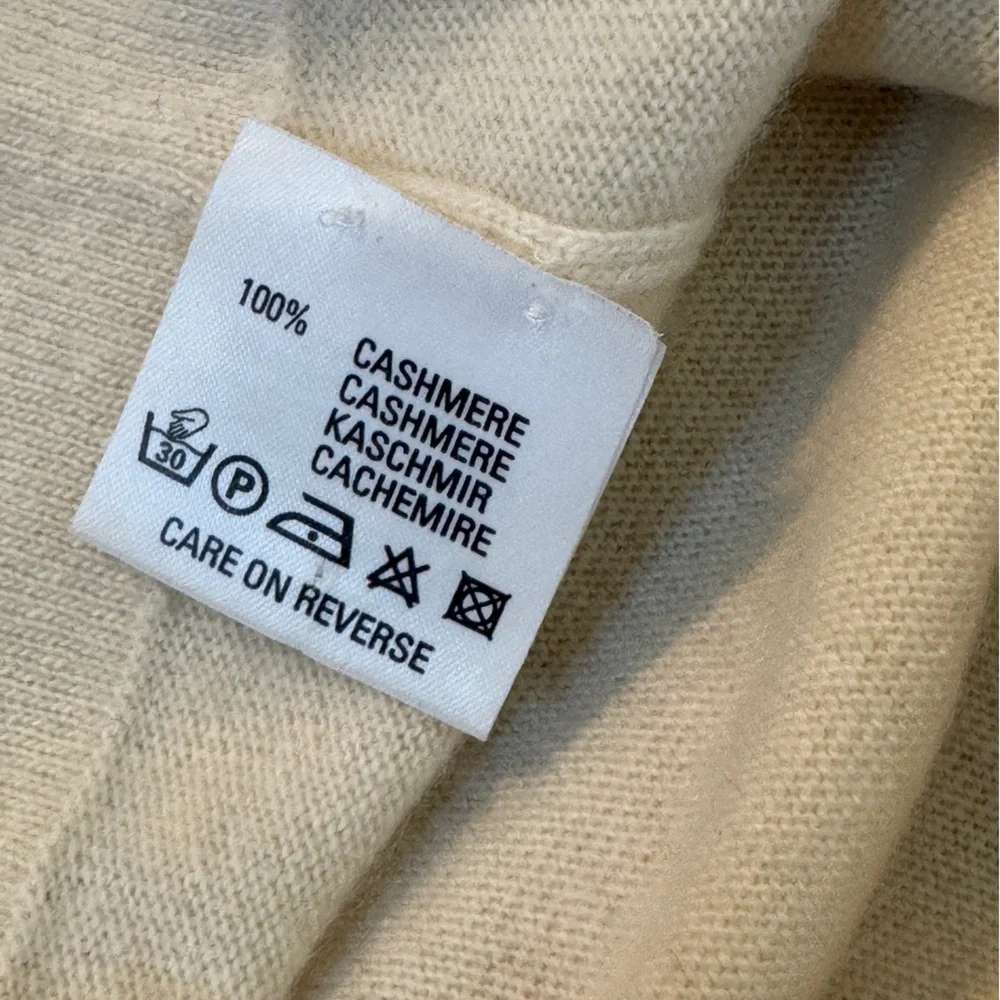 100%
CASHMERE
CASHMERE
KASCHMIR
CACHEMIRE
30 P
CARE ON REVERSE